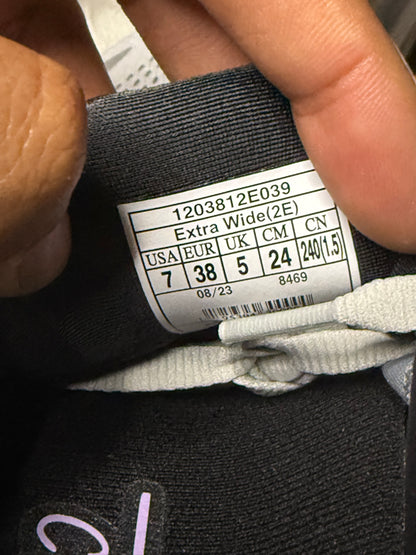 1203812E039
Extra Wide(2E)
USA EUR UK CM CN
7 38 5 24 240(1.5)
08/23 8469